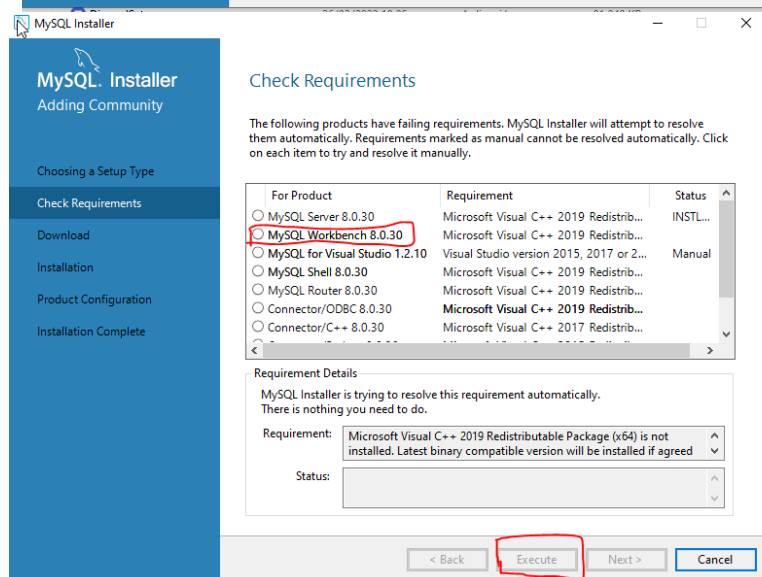 MySQL Installer
MySQL. Installer
Adding Community
Choosing a Setup Type
Check Requirements
Download
Installation
Product Configuration
Installation Complete
Check Requirements
The following products have failing requirements. MySQL Installer will attempt to resolve
them automatically. Requirements marked as manual cannot be resolved automatically. Click
on each item to try and resolve it manually.
For Product Requirement Status
MySQL Server 8.0.30 Microsoft Visual C++ 2019 Redistrib... INSTL...
MySQL Workbench 8.0.30 Microsoft Visual C++ 2019 Redistrib...
MySQL for Visual Studio 1.2.10 Visual Studio version 2015, 2017 or 2... Manual
MySQL Shell 8.0.30 Microsoft Visual C++ 2019 Redistrib...
MySQL Router 8.0.30 Microsoft Visual C++ 2019 Redistrib...
Connector/ODBC 8.0.30 Microsoft Visual C++ 2019 Redistrib...
Connector/C++ 8.0.30 Microsoft Visual C++ 2017 Redistrib...
Requirement Details
MySQL Installer is trying to resolve this requirement automatically.
There is nothing you need to do.
Requirement: Microsoft Visual C++ 2019 Redistributable Package (x64) is not
installed. Latest binary compatible version will be installed if agreed
Status:
< Back Execute Next > Cancel